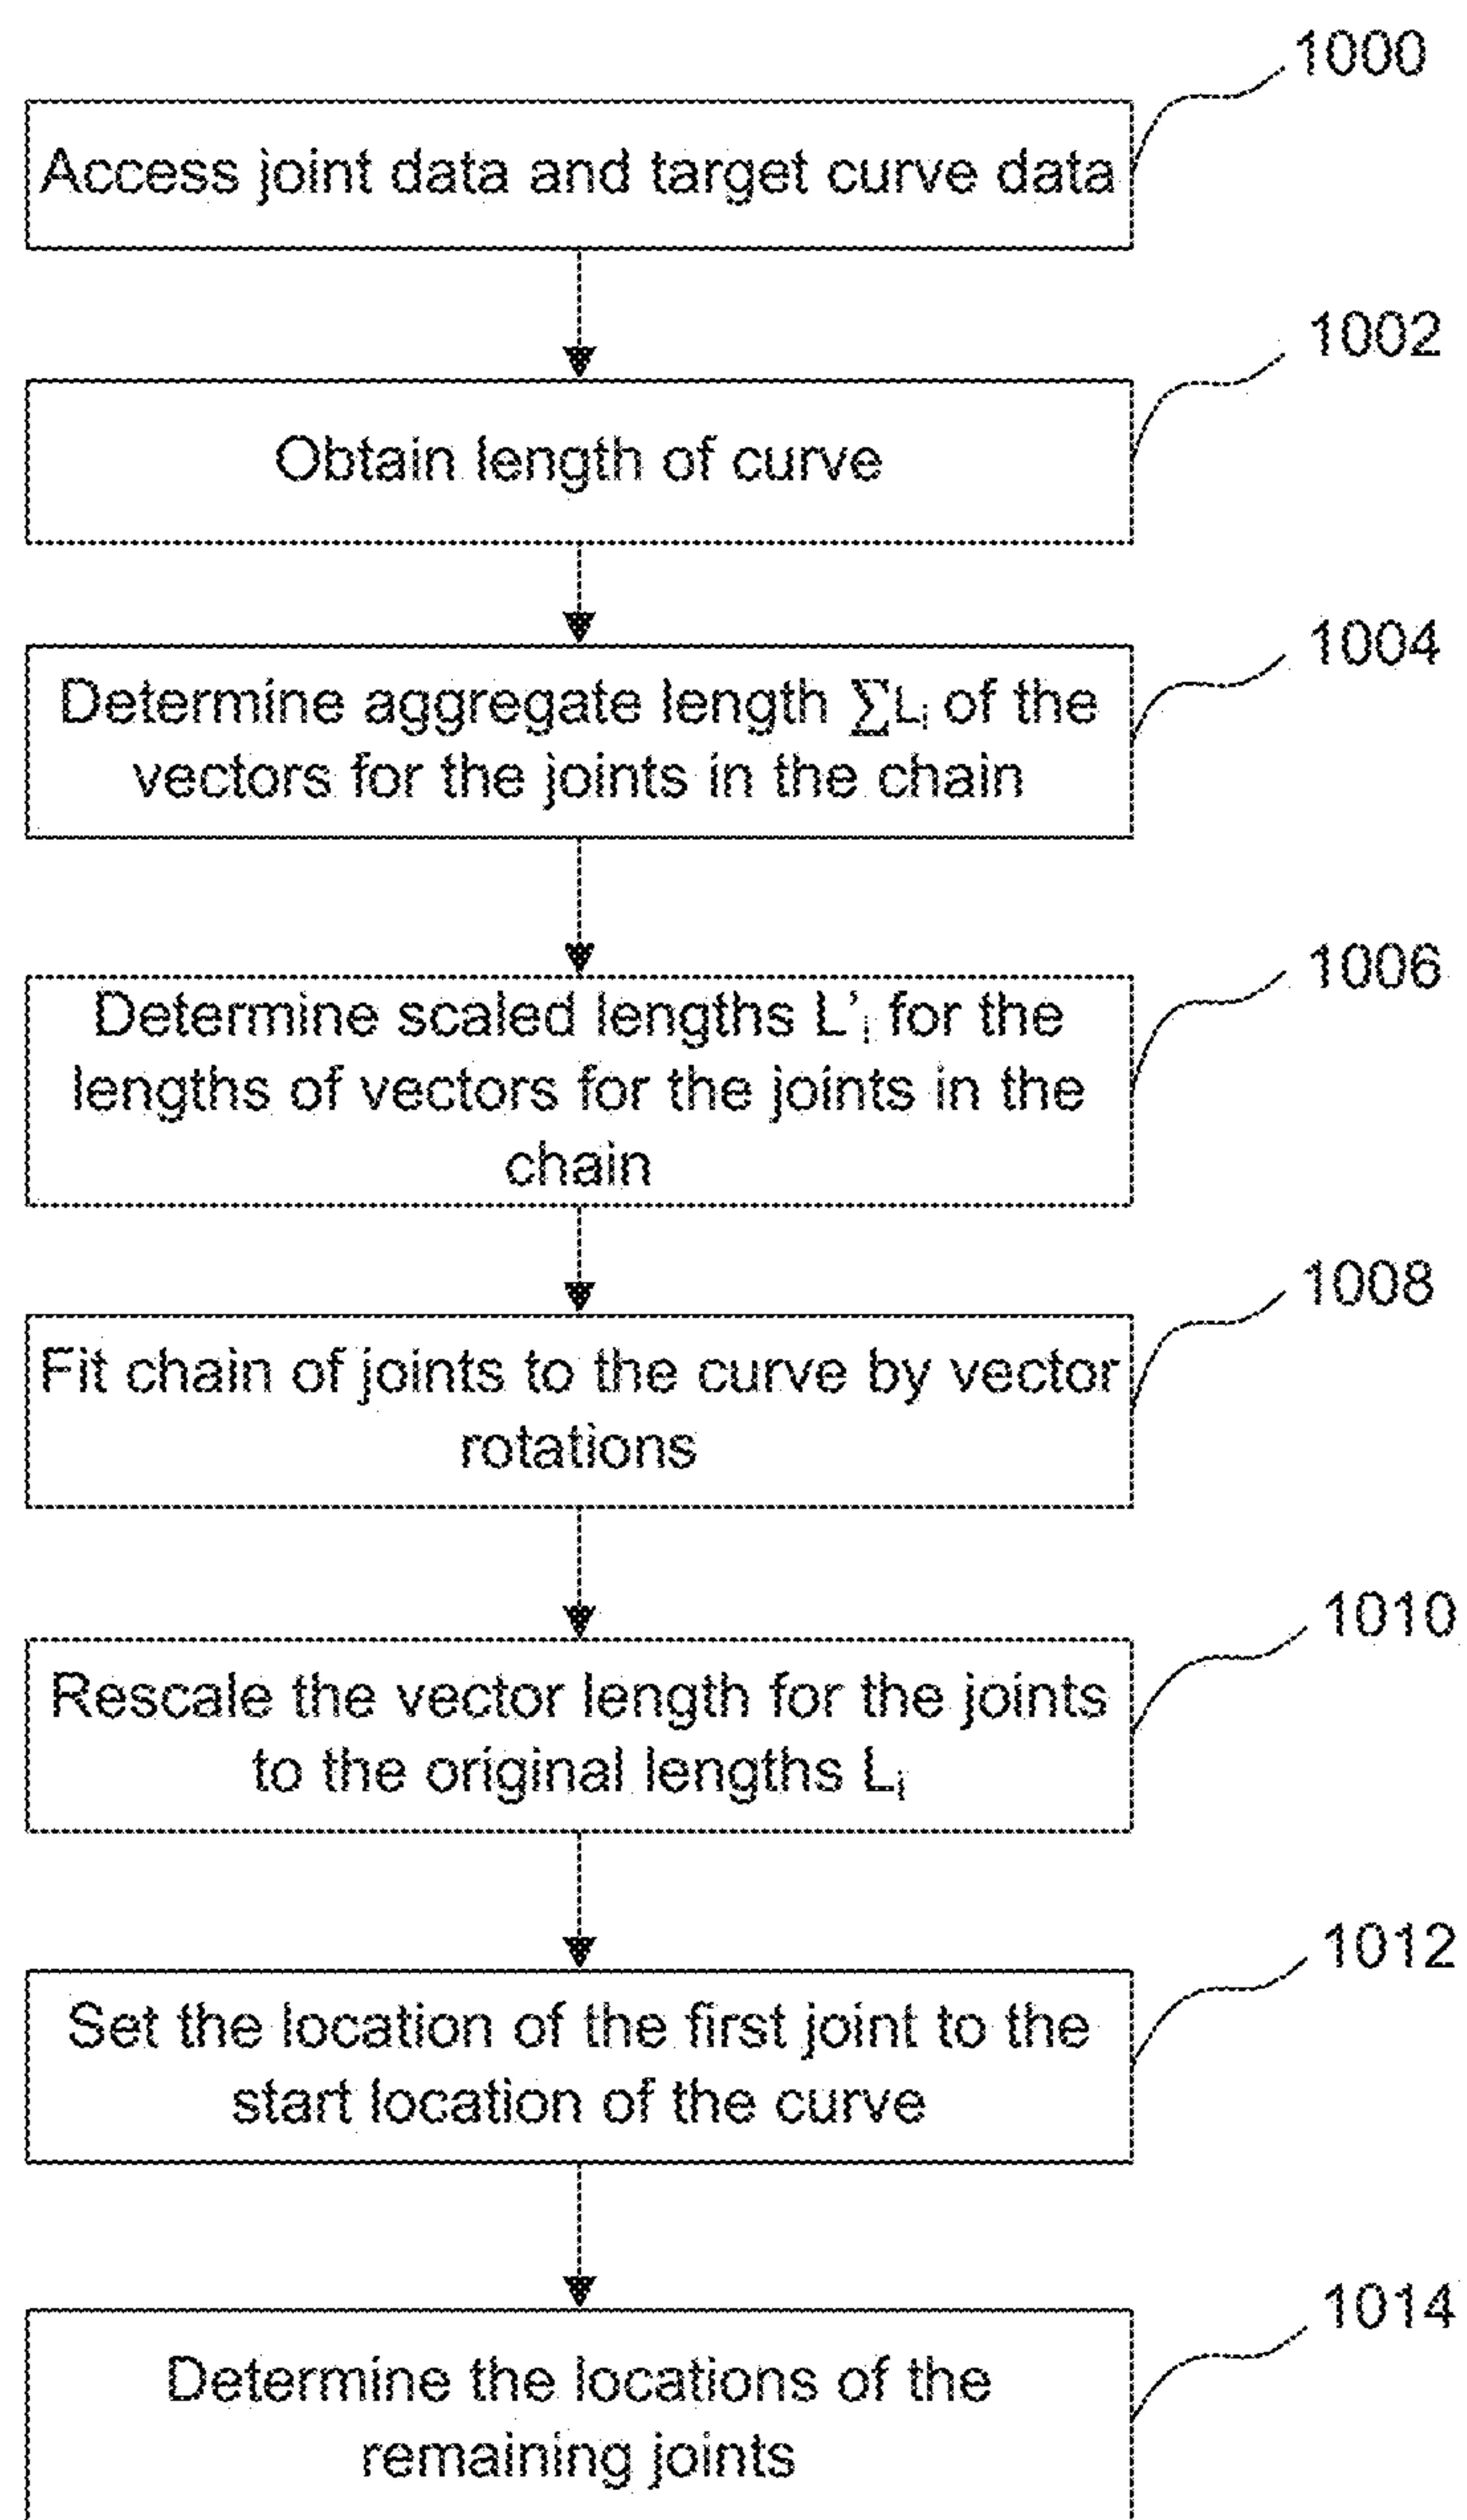 1000
Access joint data and target curve data
1002
Obtain length of curve
1004
Determine aggregate length ∑Li of the
vectors for the joints in the chain
1006
Determine scaled lengths L’i for the
lengths of vectors for the joints in the
chain
1008
Fit chain of joints to the curve by vector
rotations
1010
Rescale the vector length for the joints
to the original lengths Li
1012
Set the location of the first joint to the
start location of the curve
1014
Determine the locations of the
remaining joints